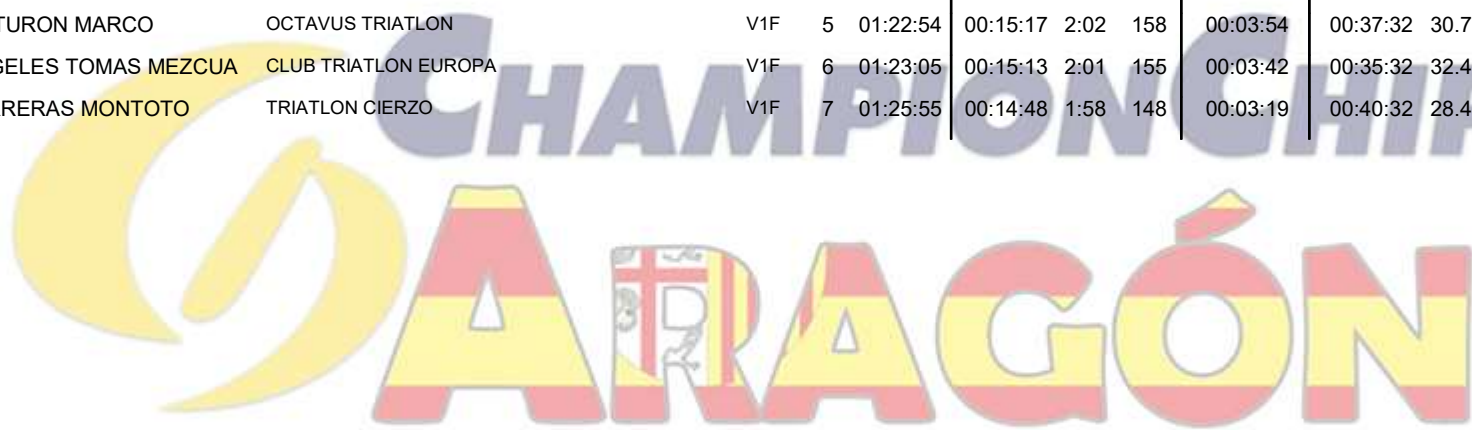 TURON MARCO OCTAVUS TRIATLON V1F 5 01:22:54 00:15:17 2:02 158 00:03:54 00:37:32 30.7
GELES TOMAS MEZCUA CLUB TRIATLON EUROPA V1F 6 01:23:05 00:15:13 2:01 155 00:03:42 00:35:32 32.4
RERAS MONTOTO TRIATLON CIERZO V1F 7 01:25:55 00:14:48 1:58 148 00:03:19 00:40:32 28.4
CHAMPIONCHIP
ARAGÓN